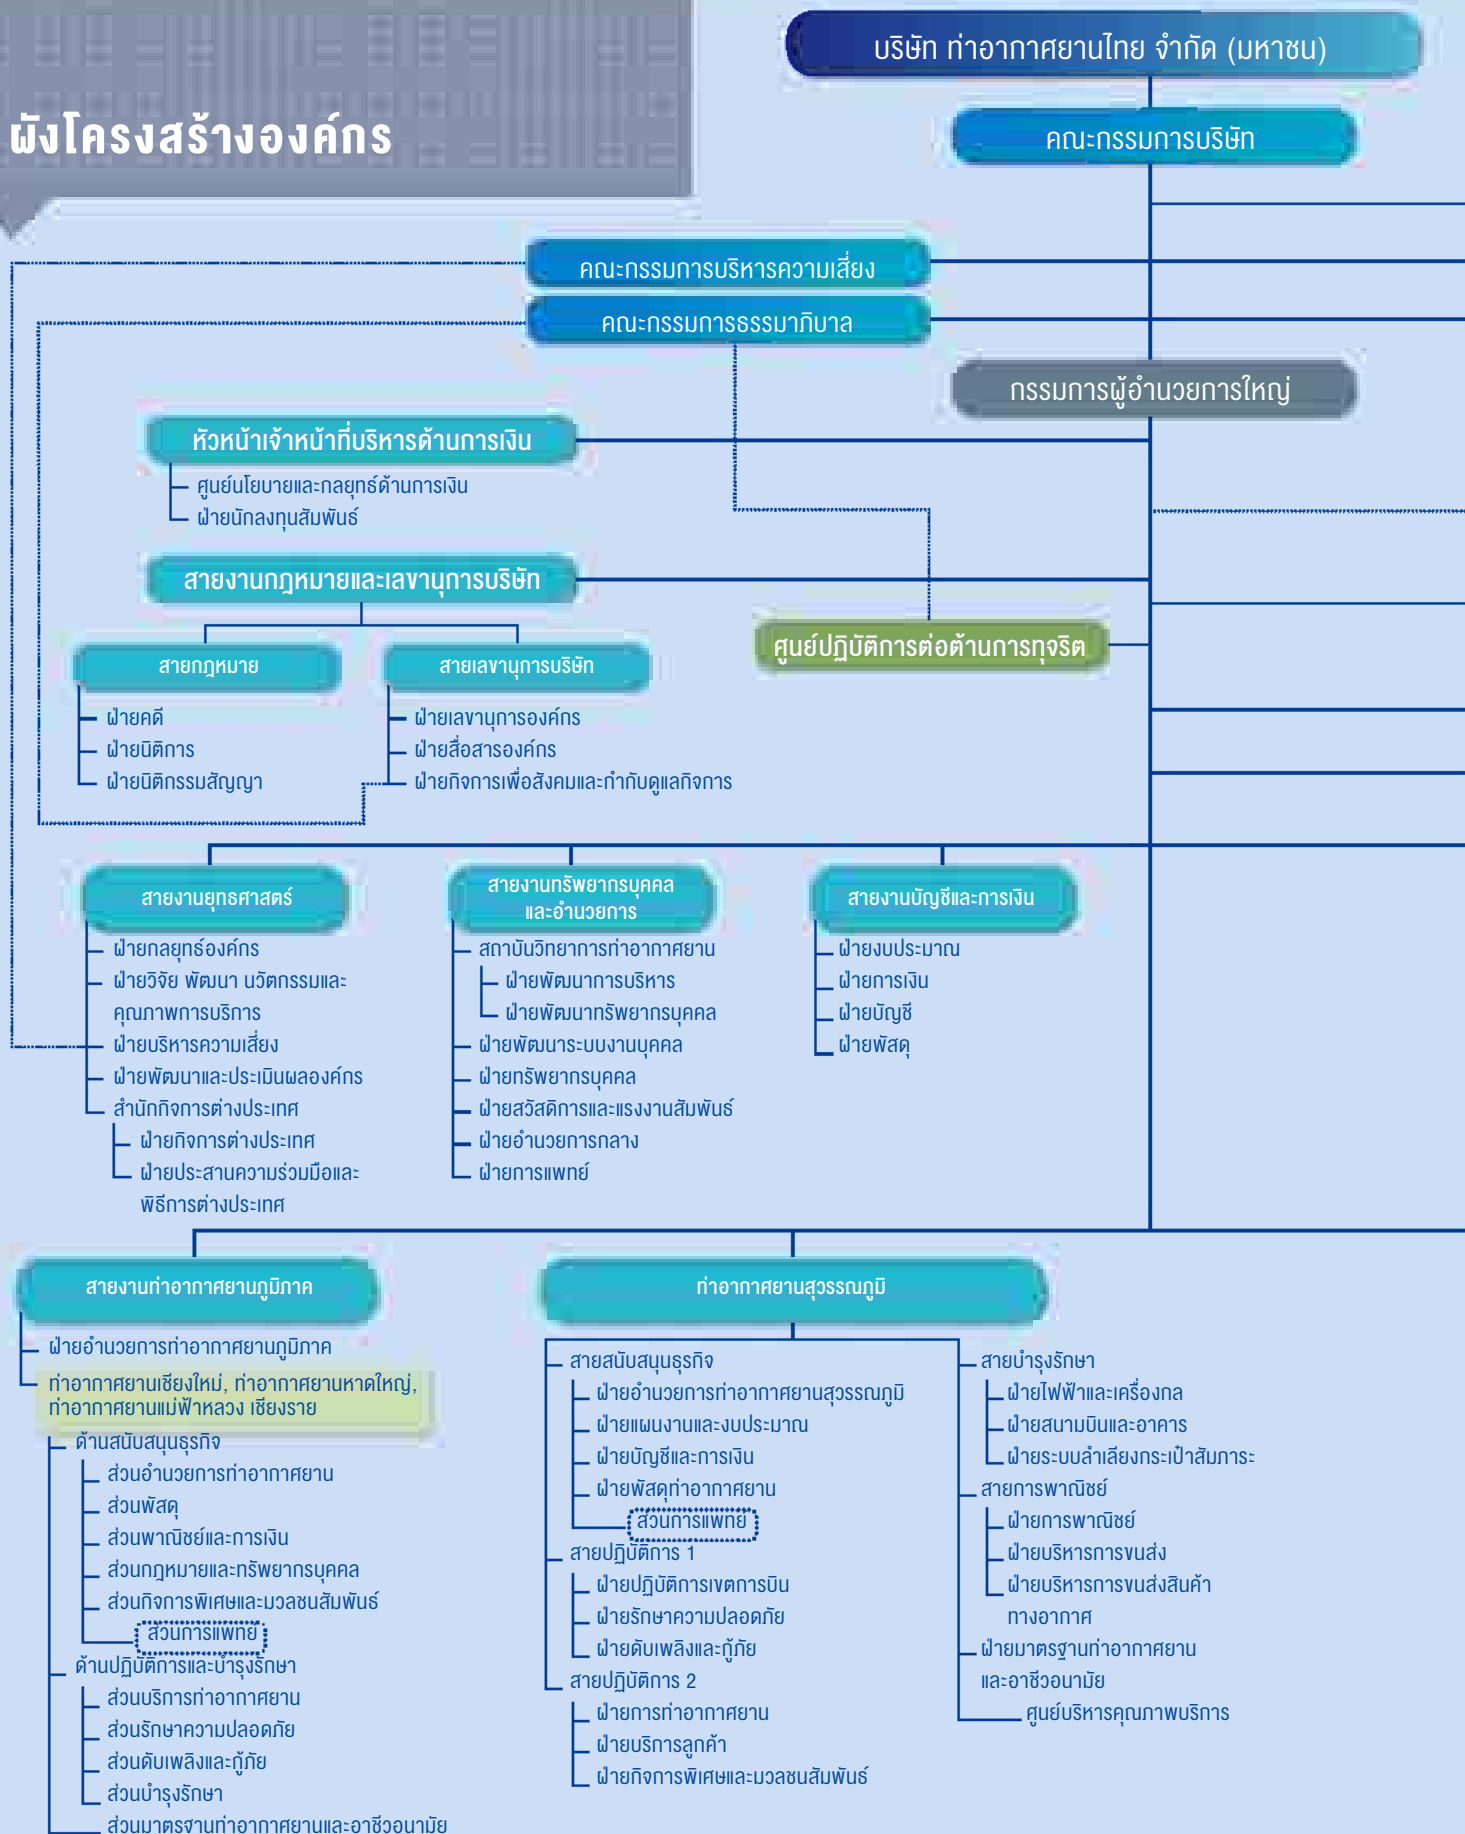 บริษัท ท่าอากาศยานไทย จำกัด (มหาชน)
ผังโครงสร้างองค์กร
คณะกรรมการบริษัท
คณะกรรมการบริหารความเสี่ยง
คณะกรรมการธรรมาภิบาล
กรรมการผู้อำนวยการใหญ่
หัวหน้าเจ้าหน้าที่บริหารด้านการเงิน
ศูนย์นโยบายและกลยุทธ์ด้านการเงิน
ฝ่ายนักลงทุนสัมพันธ์
สายงานกฎหมายและเลขานุการบริษัท
ศูนย์ปฏิบัติการต่อต้านการทุจริต
สายกฎหมาย
ฝ่ายคดี
ฝ่ายนิติการ
ฝ่ายนิติกรรมสัญญา
สายเลขานุการบริษัท
ฝ่ายเลขานุการองค์กร
ฝ่ายสื่อสารองค์กร
ฝ่ายกิจการเพื่อสังคมและกำกับดูแลกิจการ
สายงานยุทธศาสตร์
ฝ่ายกลยุทธ์องค์กร
ฝ่ายวิจัย พัฒนา นวัตกรรมและ
คุณภาพการบริการ
ฝ่ายบริหารความเสี่ยง
ฝ่ายพัฒนาและประเมินผลองค์กร
สำนักกิจการต่างประเทศ
ฝ่ายกิจการต่างประเทศ
ฝ่ายประสานความร่วมมือและ
พิธีการต่างประเทศ
สายงานทรัพยากรบุคคล
และอำนวยการ
สถาบันวิทยาการท่าอากาศยาน
ฝ่ายพัฒนาการบริหาร
ฝ่ายพัฒนาทรัพยากรบุคคล
ฝ่ายพัฒนาระบบงานบุคคล
ฝ่ายทรัพยากรบุคคล
ฝ่ายสวัสดิการและแรงงานสัมพันธ์
ฝ่ายอำนวยการกลาง
ฝ่ายการแพทย์
สายงานบัญชีและการเงิน
ฝ่ายงบประมาณ
ฝ่ายการเงิน
ฝ่ายบัญชี
ฝ่ายพัสดุ
สายงานท่าอากาศยานภูมิภาค
ฝ่ายอำนวยการท่าอากาศยานภูมิภาค
ท่าอากาศยานเชียงใหม่, ท่าอากาศยานหาดใหญ่,
ท่าอากาศยานแม่ฟ้าหลวง เชียงราย
ด้านสนับสนุนธุรกิจ
ส่วนอำนวยการท่าอากาศยาน
ส่วนพัสดุ
ส่วนพาณิชย์และการเงิน
ส่วนกฎหมายและทรัพยากรบุคคล
ส่วนกิจการพิเศษและมวลชนสัมพันธ์
ส่วนการแพทย์
ด้านปฏิบัติการและบำรุงรักษา
ส่วนบริการท่าอากาศยาน
ส่วนรักษาความปลอดภัย
ส่วนดับเพลิงและกู้ภัย
ส่วนบำรุงรักษา
ส่วนมาตรฐานท่าอากาศยานและอาชีวอนามัย
ท่าอากาศยานสุวรรณภูมิ
สายสนับสนุนธุรกิจ
ฝ่ายอำนวยการท่าอากาศยานสุวรรณภูมิ
ฝ่ายแผนงานและงบประมาณ
ฝ่ายบัญชีและการเงิน
ฝ่ายพัสดุท่าอากาศยาน
ส่วนการแพทย์
สายปฏิบัติการ 1
ฝ่ายปฏิบัติการเขตการบิน
ฝ่ายรักษาความปลอดภัย
ฝ่ายดับเพลิงและกู้ภัย
สายปฏิบัติการ 2
ฝ่ายการท่าอากาศยาน
ฝ่ายบริการลูกค้า
ฝ่ายกิจการพิเศษและมวลชนสัมพันธ์
สายบำรุงรักษา
ฝ่ายไฟฟ้าและเครื่องกล
ฝ่ายสนามบินและอาคาร
ฝ่ายระบบลำเลียงกระเป๋าสัมภาระ
สายการพาณิชย์
ฝ่ายการพาณิชย์
ฝ่ายบริหารการขนส่ง
ฝ่ายบริหารการขนส่งสินค้า
ทางอากาศ
ฝ่ายมาตรฐานท่าอากาศยาน
และอาชีวอนามัย
ศูนย์บริหารคุณภาพบริการ